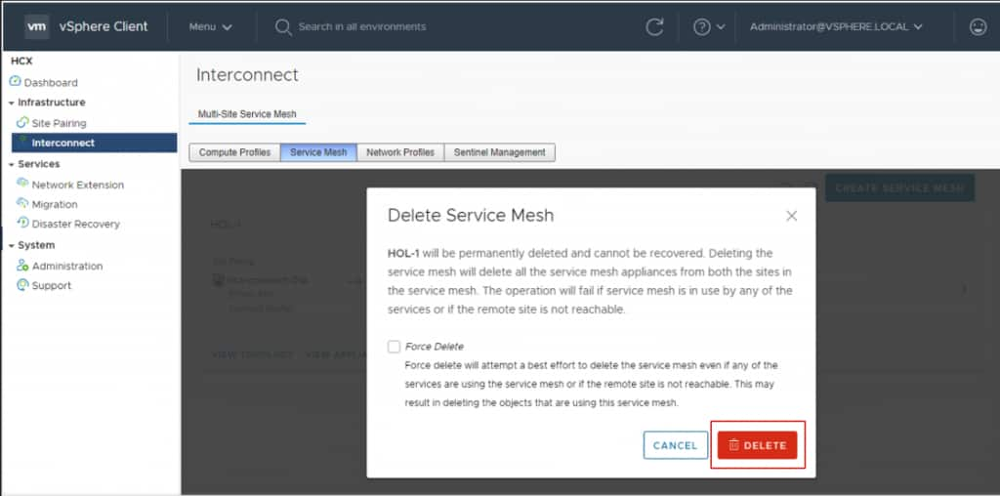 vm vSphere Client Menu Search in all environments Administrator@VSPHERE.LOCAL
HCX
Dashboard
Infrastructure
Site Pairing
Interconnect
Services
Network Extension
Migration
Disaster Recovery
System
Administration
Support
Interconnect
Multi-Site Service Mesh
Compute Profiles Service Mesh Network Profiles Sentinel Management
CREATE SERVICE MESH
HOL-1
Delete Service Mesh
HOL-1 will be permanently deleted and cannot be recovered. Deleting the
service mesh will delete all the service mesh appliances from both the sites in
the service mesh. The operation will fail if service mesh is in use by any of the
services or if the remote site is not reachable.
Force Delete
Force delete will attempt a best effort to delete the service mesh even if any of the
services are using the service mesh or if the remote site is not reachable. This may
result in deleting the objects that are using this service mesh.
CANCEL DELETE